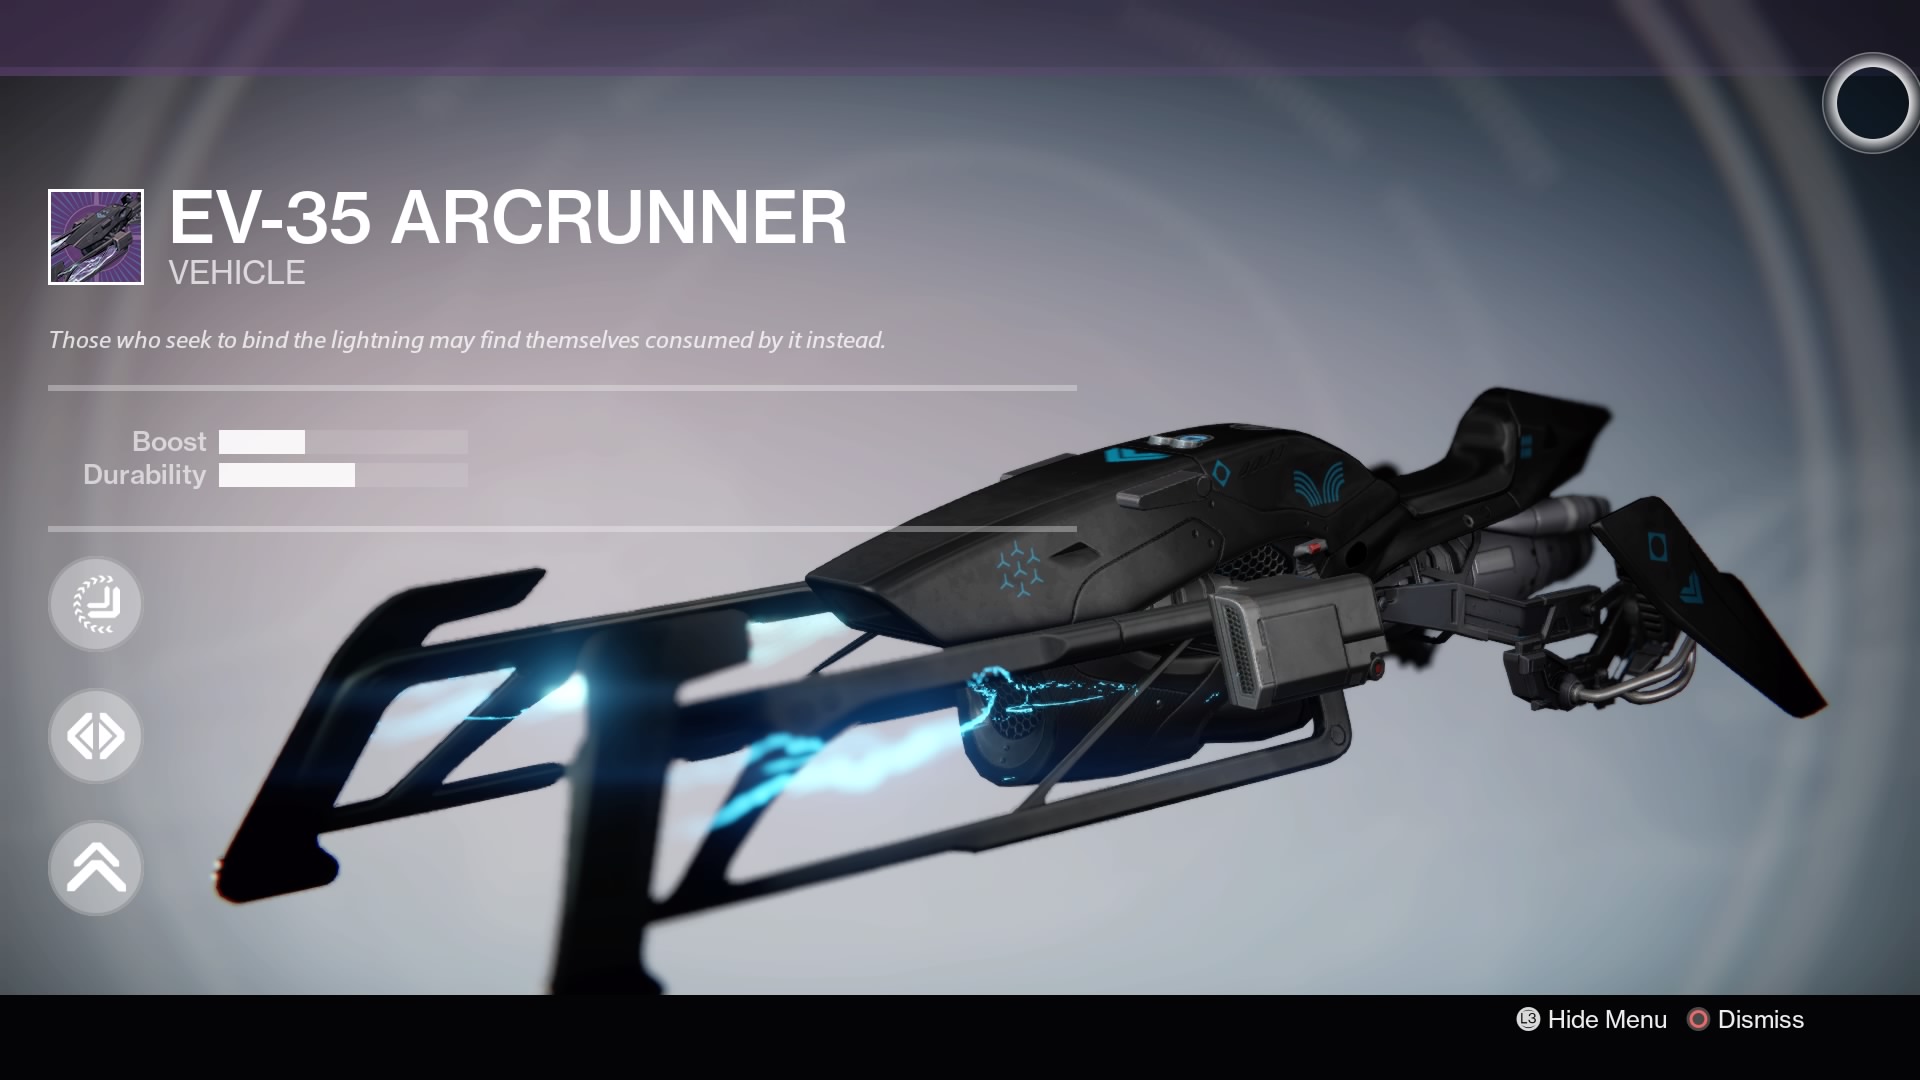 EV-35 ARCRUNNER
VEHICLE
Those who seek to bind the lightning may find themselves consumed by it instead.
Boost
Durability
L3 Hide Menu Dismiss